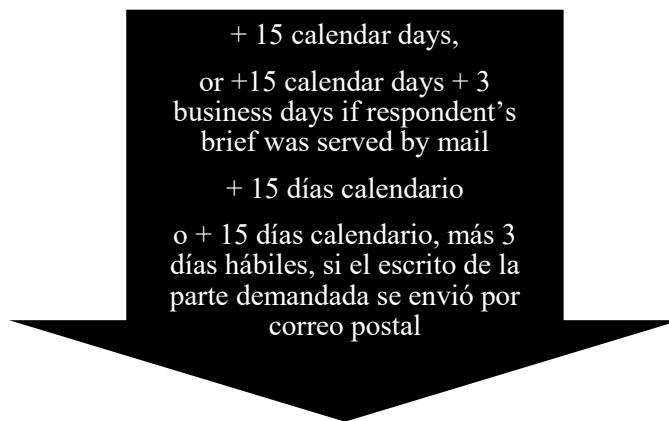 + 15 calendar days,
or +15 calendar days + 3
business days if respondent’s
brief was served by mail
+ 15 días calendario
o + 15 días calendario, más 3
días hábiles, si el escrito de la
parte demandada se envió por
correo postal